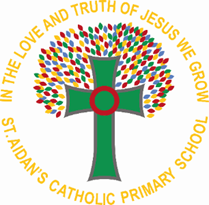 IN THE LOVE AND TRUTH OF JESUS WE GROW
ST. AIDAN'S CATHOLIC PRIMARY SCHOOL